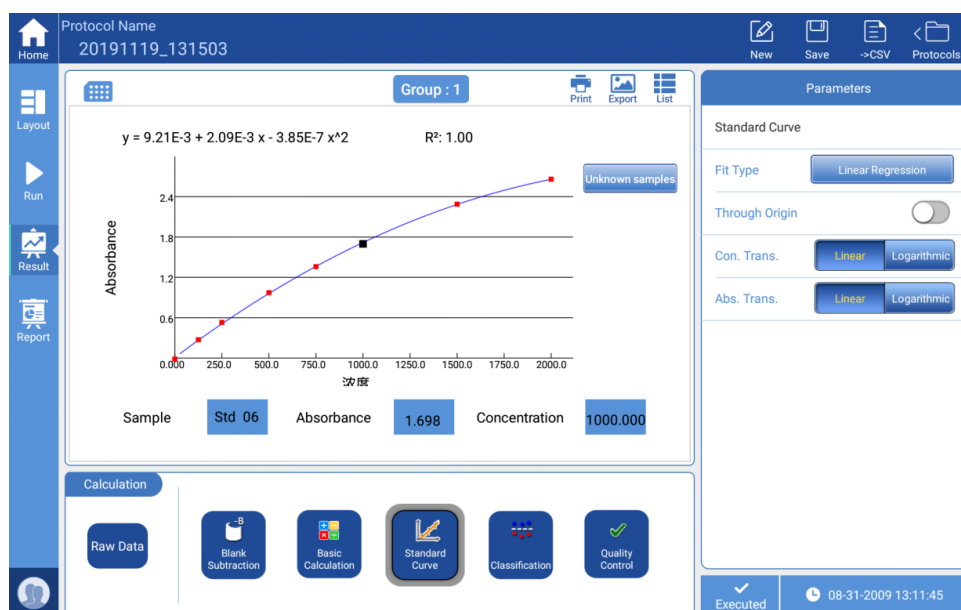 Protocol Name
20191119_131503
Home
New
Save
->CSV
Protocols
Layout
Run
Result
Report
Group : 1
Print
Export
List
y = 9.21E-3 + 2.09E-3 x - 3.85E-7 x^2
R²: 1.00
Unknown samples
Absorbance
2.4
1.8
1.2
0.6
0.000
250.0
500.0
750.0
1000.0
1250.0
1500.0
1750.0
2000.0
浓度
Sample
Std 06
Absorbance
1.698
Concentration
1000.000
Calculation
Raw Data
-B
Blank
Subtraction
Basic
Calculation
Standard
Curve
Classification
Quality
Control
Parameters
Standard Curve
Fit Type
Linear Regression
Through Origin
Con. Trans.
Linear
Logarithmic
Abs. Trans.
Linear
Logarithmic
Executed
08-31-2009 13:11:45